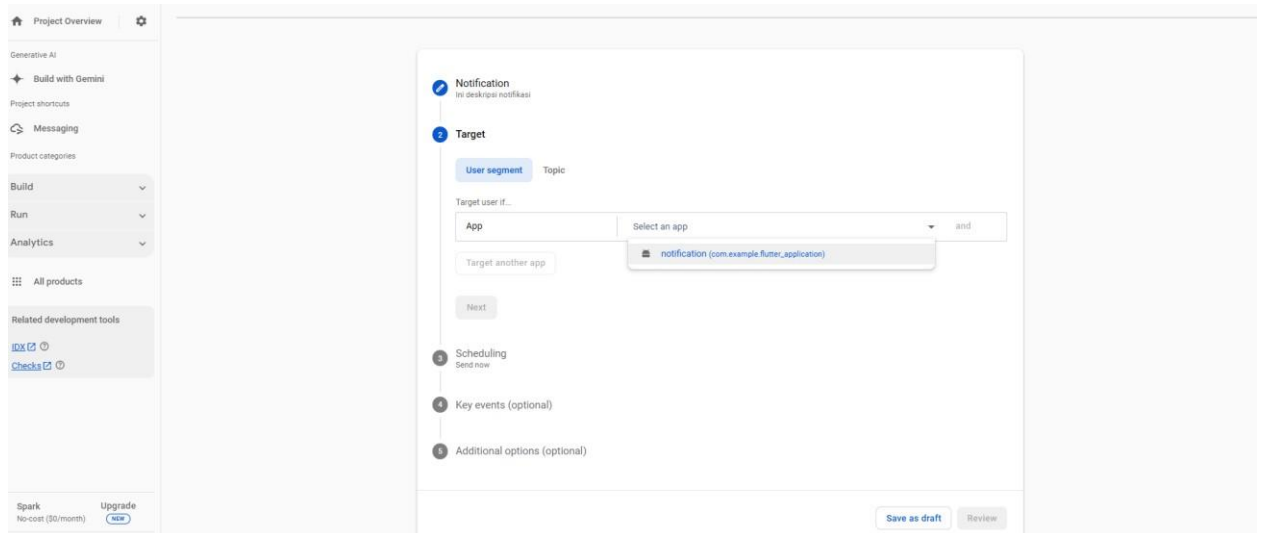 Project Overview
Generative AI
Build with Gemini
Project shortcuts
Messaging
Product categories
Build
Run
Analytics
All products
Related development tools
IDX
Checks
Spark
No-cost ($0/month)
Upgrade
NEW
Notification
Ini deskripsi notifikasi
2 Target
User segment Topic
Target user if...
App Select an app and
notification (com.example.flutter_application)
Target another app
Next
3 Scheduling
Send now
4 Key events (optional)
5 Additional options (optional)
Save as draft Review